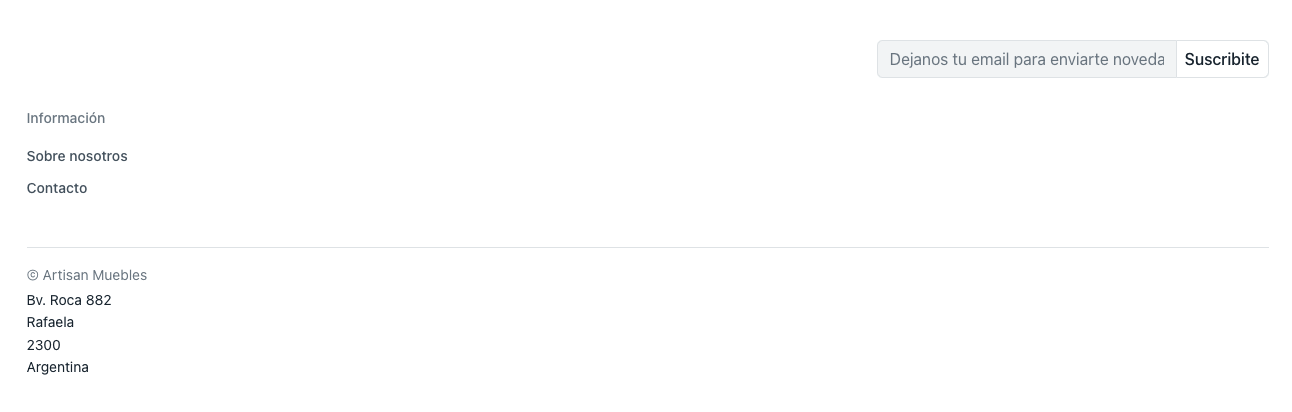 Dejanos tu email para enviarte noveda
Suscribite
Información
Sobre nosotros
Contacto
© Artisan Muebles
Bv. Roca 882
Rafaela
2300
Argentina